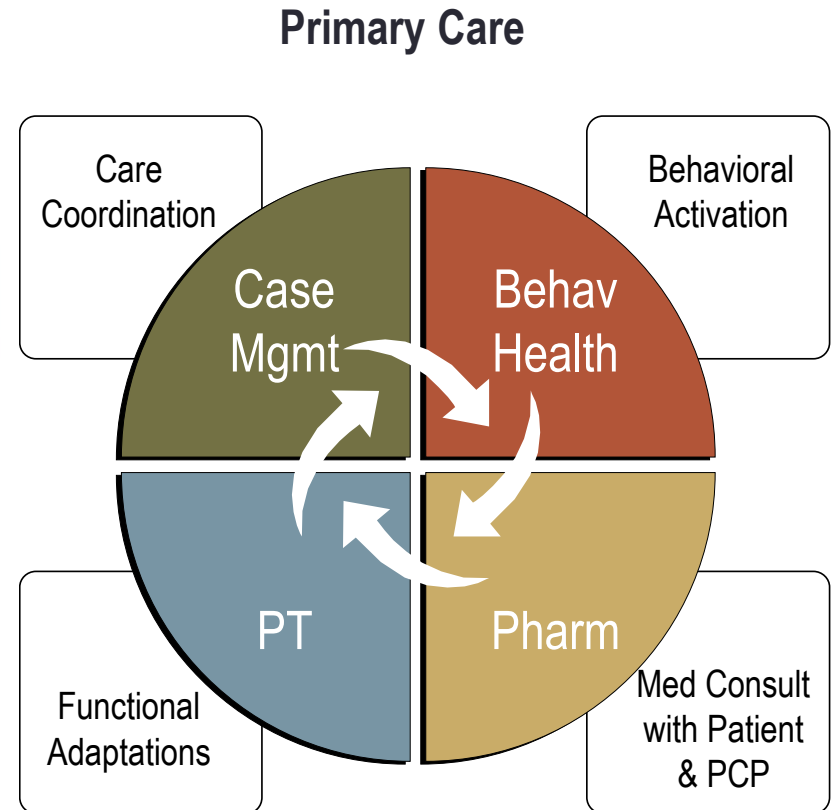 Primary Care
Care
Coordination
Behavioral
Activation
Case
Mgmt
Behav
Health
PT
Pharm
Functional
Adaptations
Med Consult
with Patient
& PCP